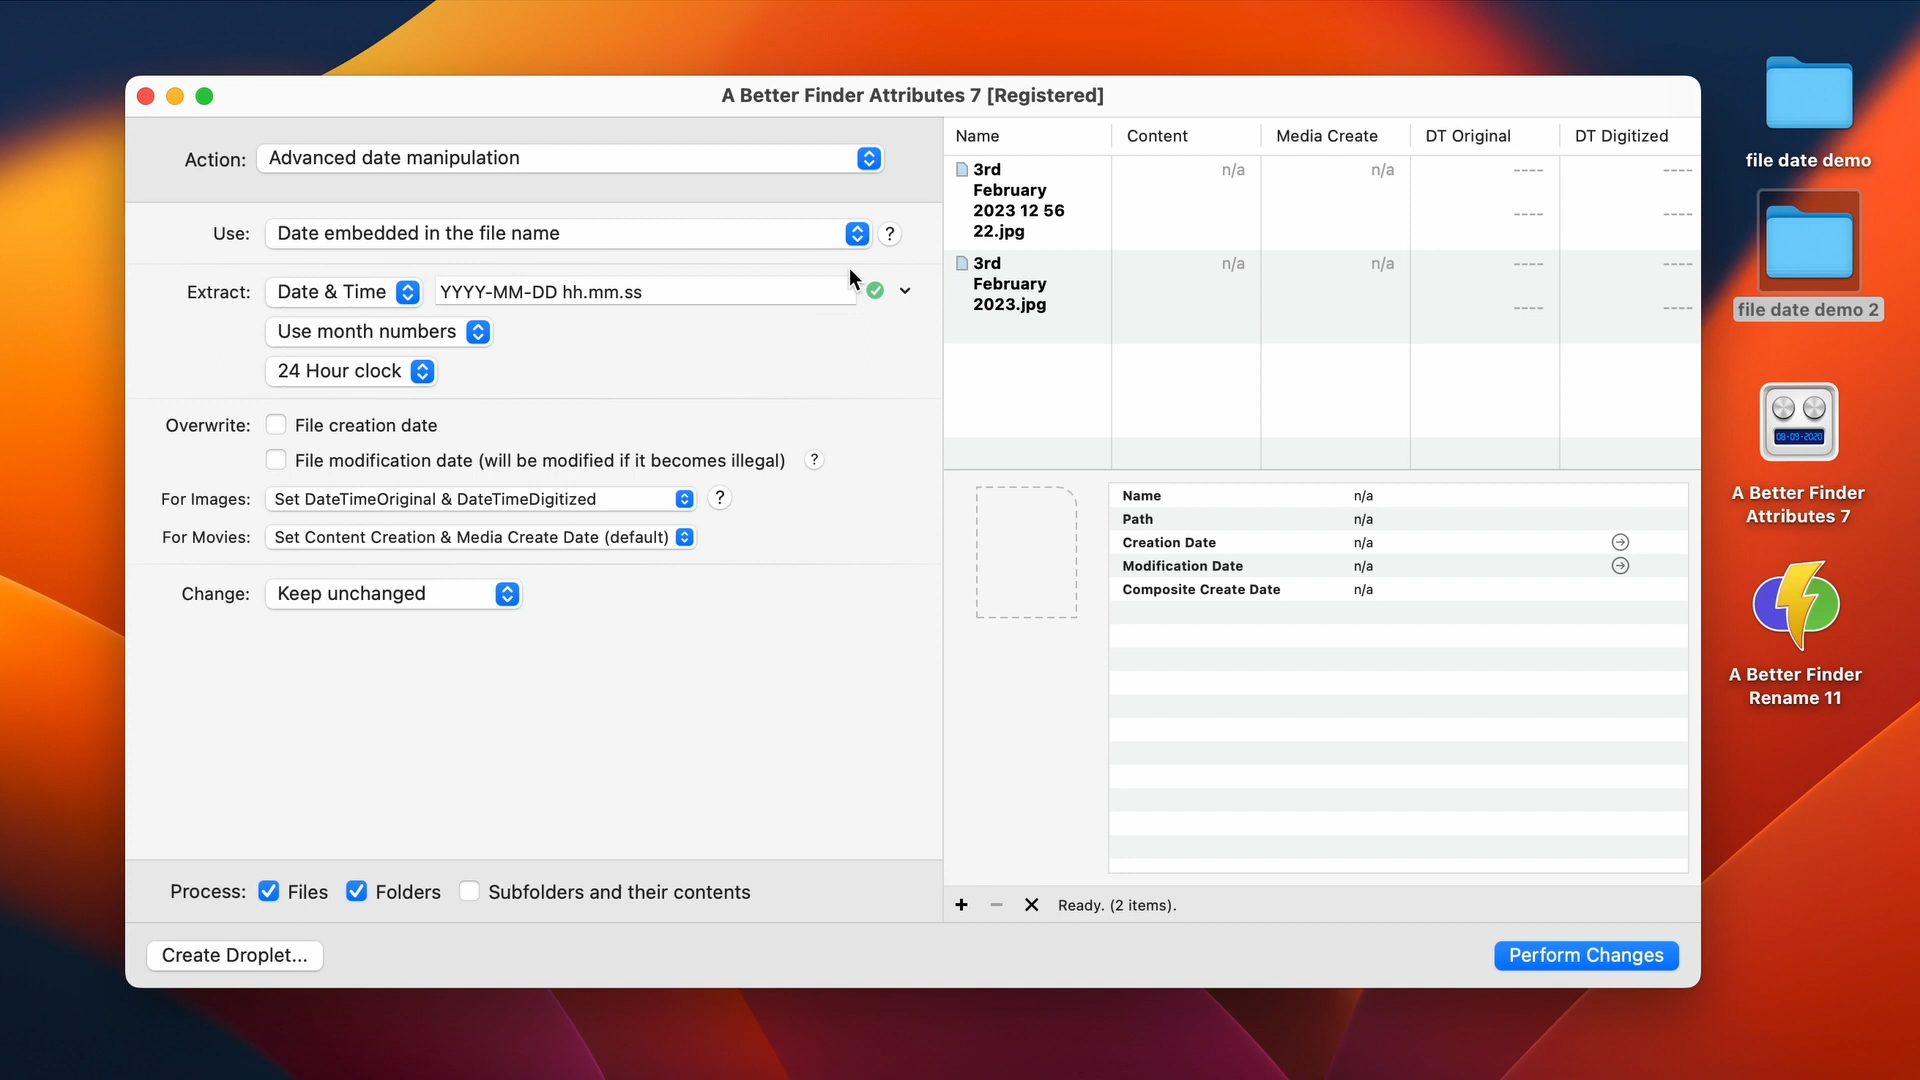 A Better Finder Attributes 7 [Registered]
Action: Advanced date manipulation
Use: Date embedded in the file name ?
Extract: Date & Time YYYY-MM-DD hh.mm.ss
Use month numbers
24 Hour clock
Overwrite: File creation date
File modification date (will be modified if it becomes illegal) ?
For Images: Set DateTimeOriginal & DateTimeDigitized ?
For Movies: Set Content Creation & Media Create Date (default)
Change: Keep unchanged
Process: Files Folders Subfolders and their contents
Create Droplet...
Name Content Media Create DT Original DT Digitized
3rd n/a n/a ---- ----
February
2023 12 56 ---- ----
22.jpg
3rd n/a n/a ---- ----
February
2023.jpg ---- ----
Name n/a
Path n/a
Creation Date n/a
Modification Date n/a
Composite Create Date n/a
Ready. (2 items).
Perform Changes
file date demo
file date demo 2
08-09-2020
A Better Finder
Attributes 7
A Better Finder
Rename 11